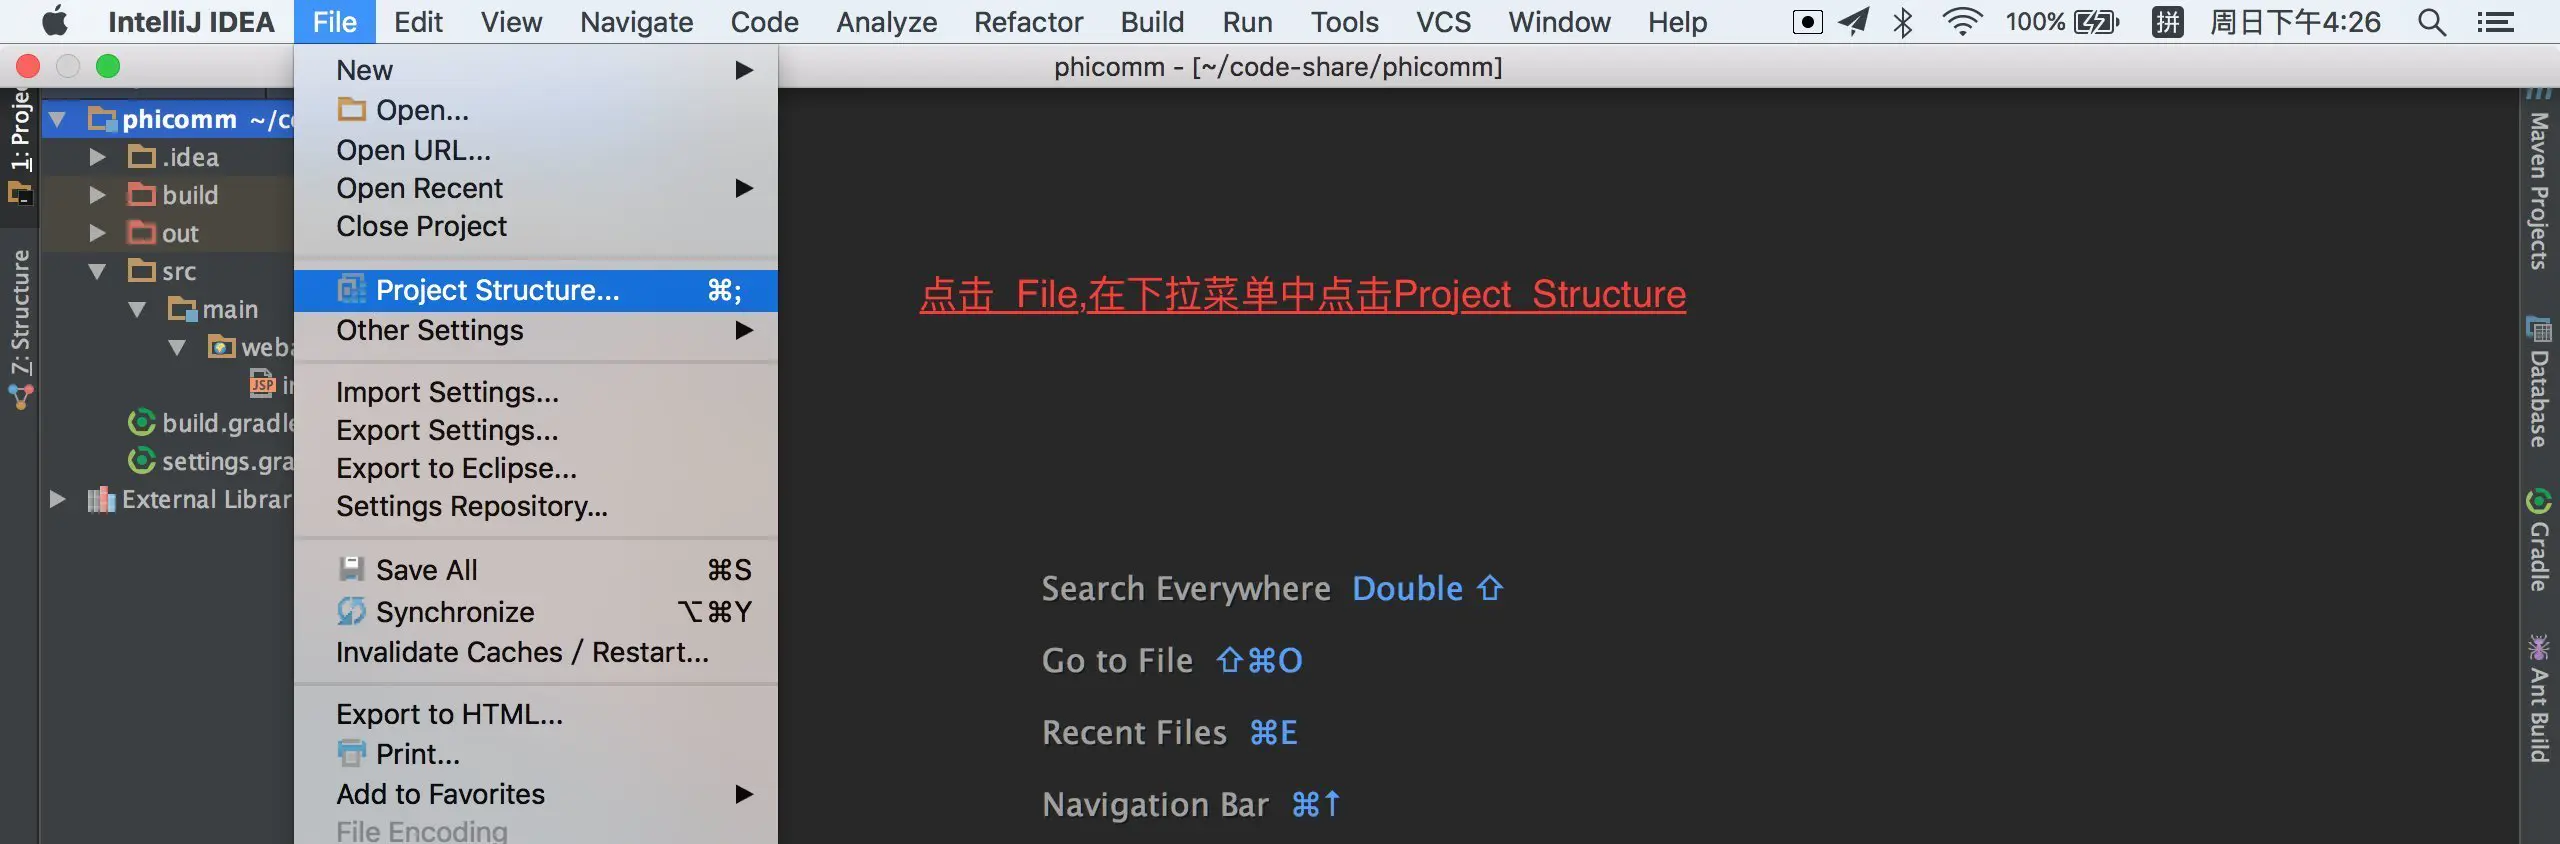 IntelliJ IDEA File Edit View Navigate Code Analyze Refactor Build Run Tools VCS Window Help 100% 拼 周日下午4:26
phicomm - [~/code-share/phicomm]
1: Projec
Z: Structure
phicomm ~/c
.idea
build
out
src
main
web
JSP
build.gradle
settings.gra
External Librar
New
Open...
Open URL...
Open Recent
Close Project
Project Structure... ⌘;
Other Settings
Import Settings...
Export Settings...
Export to Eclipse...
Settings Repository...
Save All ⌘S
Synchronize ⌥⌘Y
Invalidate Caches / Restart...
Export to HTML...
Print...
Add to Favorites
File Encoding
点击 File,在下拉菜单中点击Project Structure
Search Everywhere Double ⇧
Go to File ⇧⌘O
Recent Files ⌘E
Navigation Bar ⌘↑
Maven Projects
Database
Gradle
Ant Build